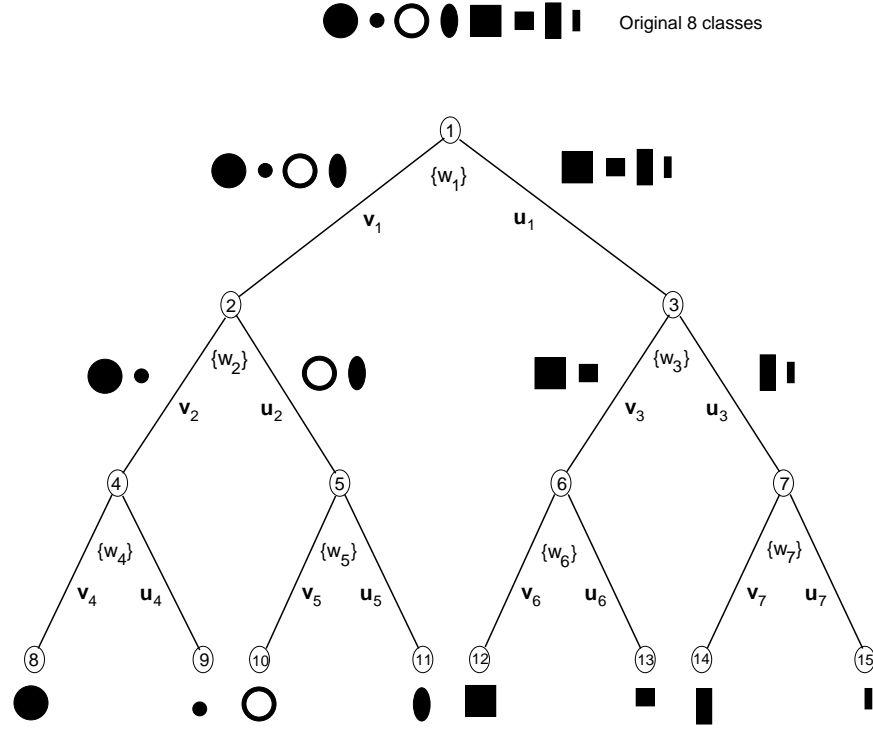 Original 8 classes
1
{w1}
v1 u1
2 3
{w2} {w3}
v2 u2 v3 u3
4 5 6 7
{w4} {w5} {w6} {w7}
v4 u4 v5 u5 v6 u6 v7 u7
8 9 10 11 12 13 14 15